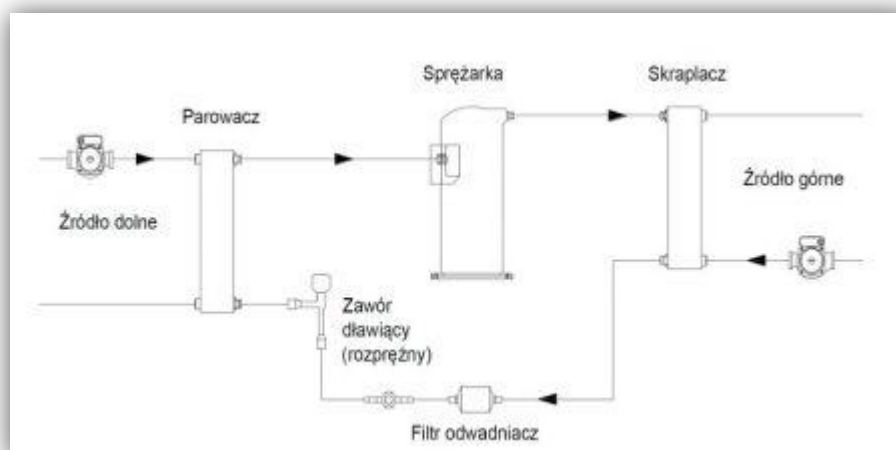 Sprężarka
Skraplacz
Parowacz
Źródło górne
Źródło dolne
Zawór
dławiący
(rozprężny)
Filtr odwadniacz